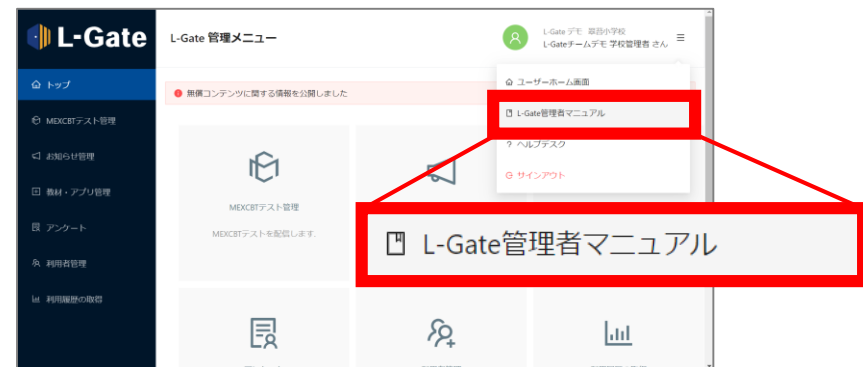 L-Gate
L-Gate 管理メニュー
L-Gate デモ 翠苔小学校
L-Gateチームデモ 学校管理者 さん
トップ
MEXCBTテスト管理
お知らせ管理
教材・アプリ管理
アンケート
利用者管理
利用履歴の取得
無償コンテンツに関する情報を公開しました
ユーザーホーム画面
L-Gate管理者マニュアル
? ヘルプデスク
サインアウト
MEXCBTテスト管理
MEXCBTテストを配信します.
L-Gate管理者マニュアル